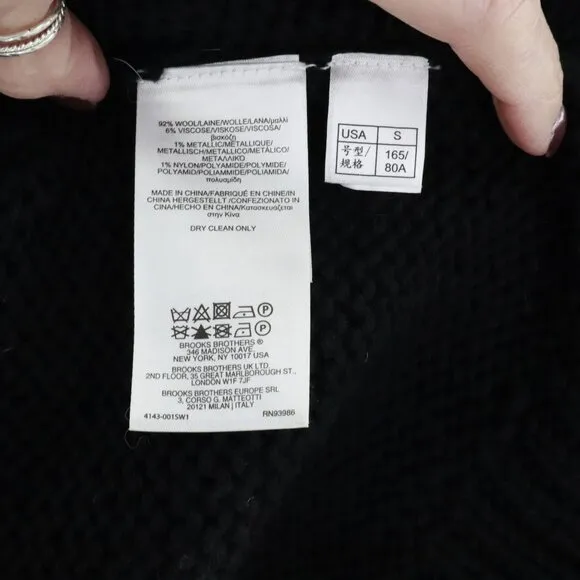 92% WOOL/LAINE/WOLLE/LANA/μαλλί
6% VISCOSE/VISKOSE/VISCOSA/
βισκόζη
1% METALLIC/METALLIQUE/
METALLISCH/METALLICO/METÁLICO/
ΜΕΤΑΛΛΙΚΌ
1% NYLON/POLYAMIDE/POLYMIDE/
POLYAMID/POLIAMMIDE/POLIAMIDA/
πολυαμίδη
MADE IN CHINA/FABRIQUÉ EN CHINE/IN
CHINA HERGESTELLT /CONFEZIONATO IN
CINA/HECHO EN CHINA/Κατασκευάζεται
στην Κίνα
DRY CLEAN ONLY
P
P
BROOKS BROTHERS ®
346 MADISON AVE.
NEW YORK, NY 10017 USA
BROOKS BROTHERS UK LTD.
2ND FLOOR, 35 GREAT MARLBOROUGH ST.,
LONDON W1F 7JF
BROOKS BROTHERS EUROPE SRL
3, CORSO G. MATTEOTTI
20121 MILAN | ITALY
4143-0015W1 RN93986
USA S
号型/ 165/
规格 80A